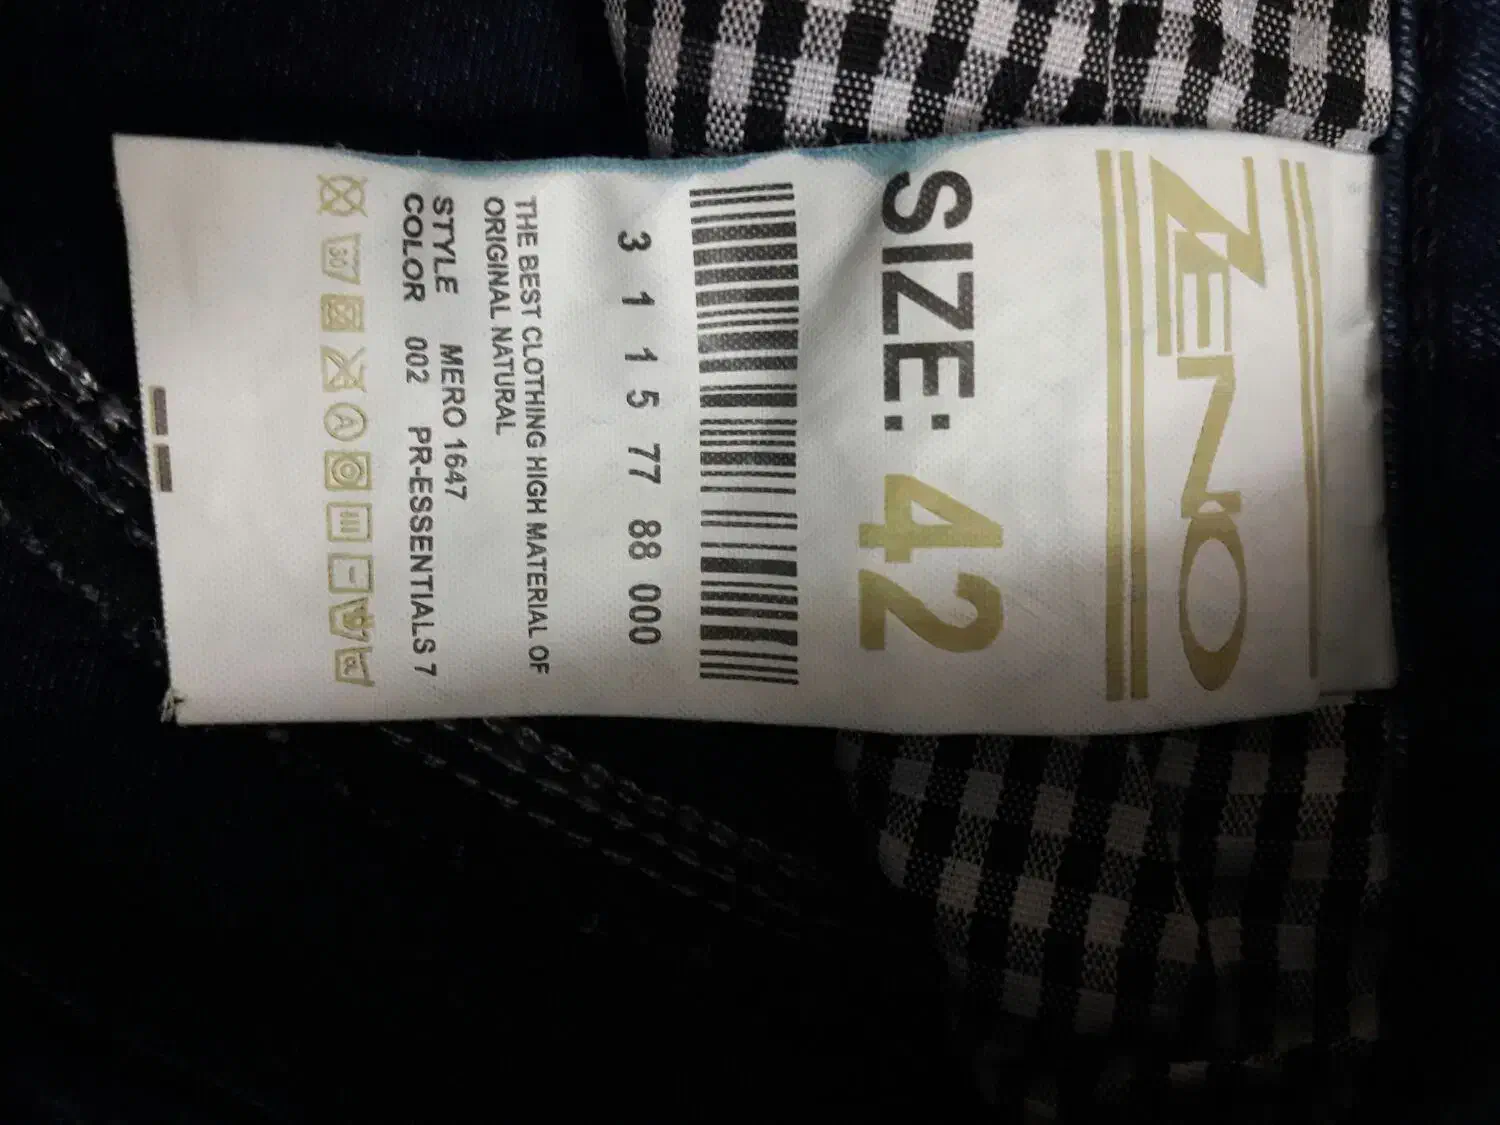 ZENO
SIZE: 42
3 1 1 5 77 88 000
THE BEST CLOTHING HIGH MATERIAL OF
ORIGINAL NATURAL
STYLE MERO 1647
COLOR 002 PR-ESSENTIALS 7
30 A